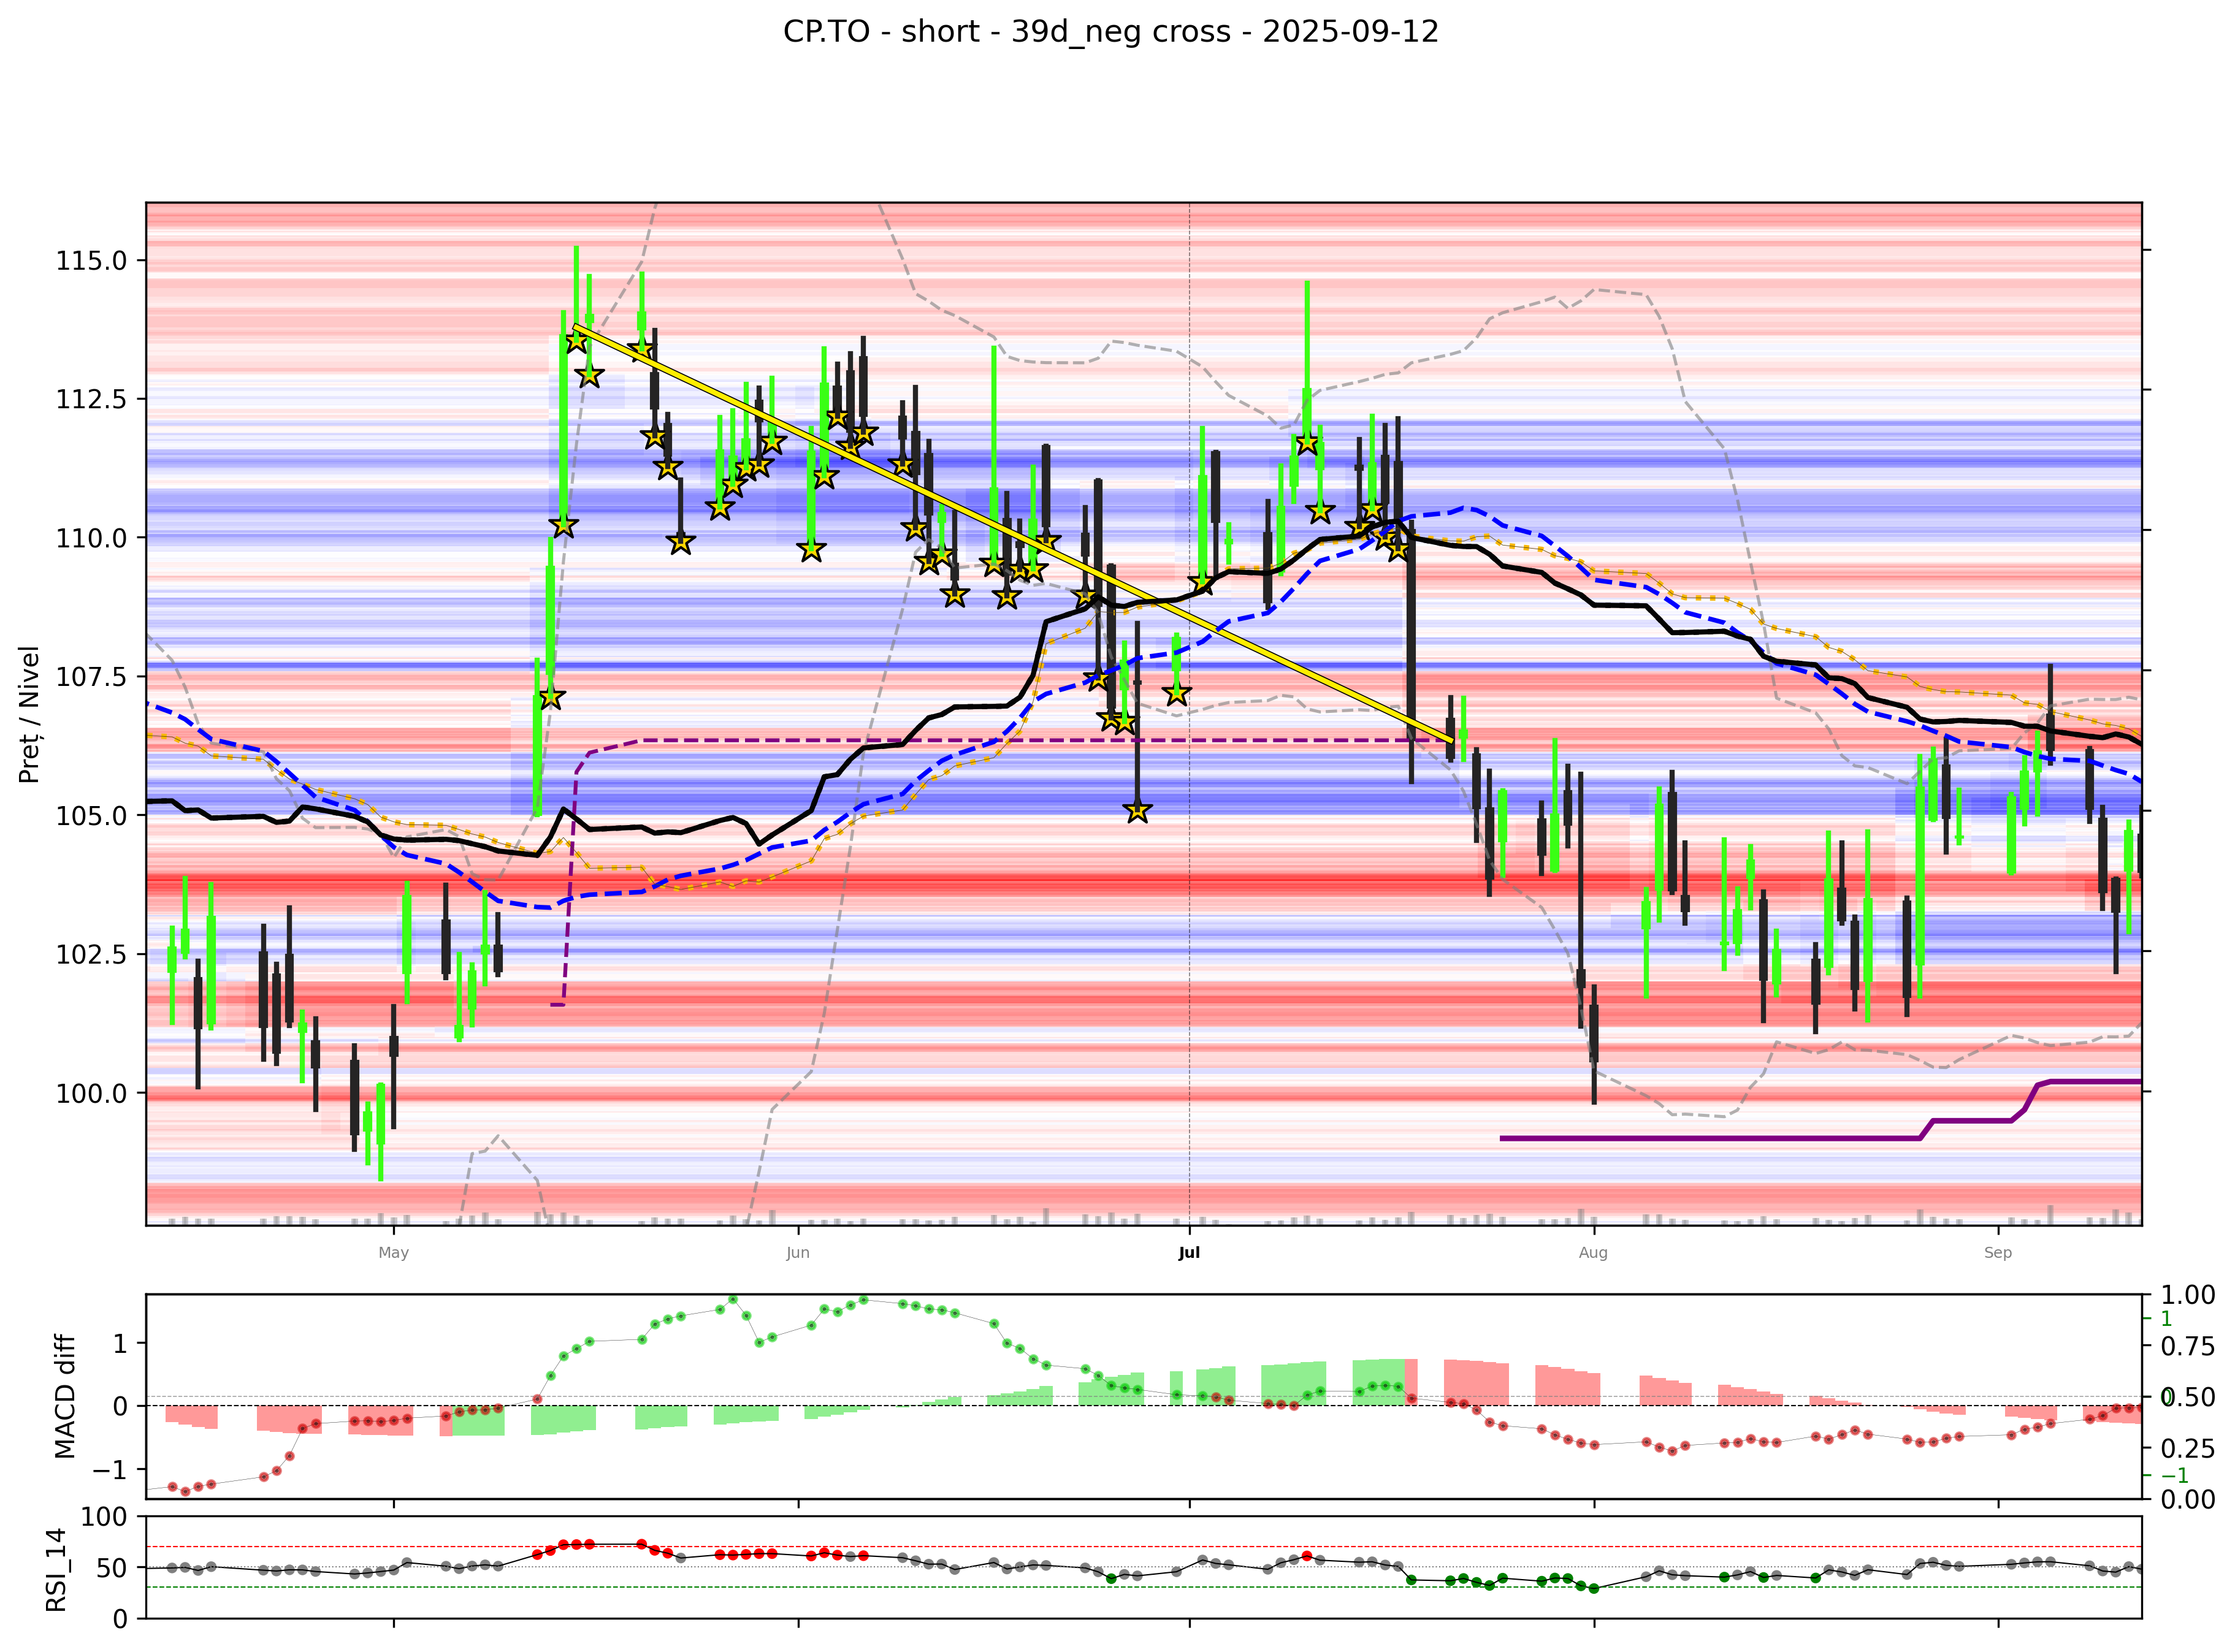 CP.TO - short - 39d_neg cross - 2025-09-12
Preț / Nivel
115.0
112.5
110.0
107.5
105.0
102.5
100.0
May
Jun
Jul
Aug
Sep
MACD diff
1
0
−1
1.00
0.75
0.50
0.25
0.00
1
0
−1
RSI_14
100
50
0